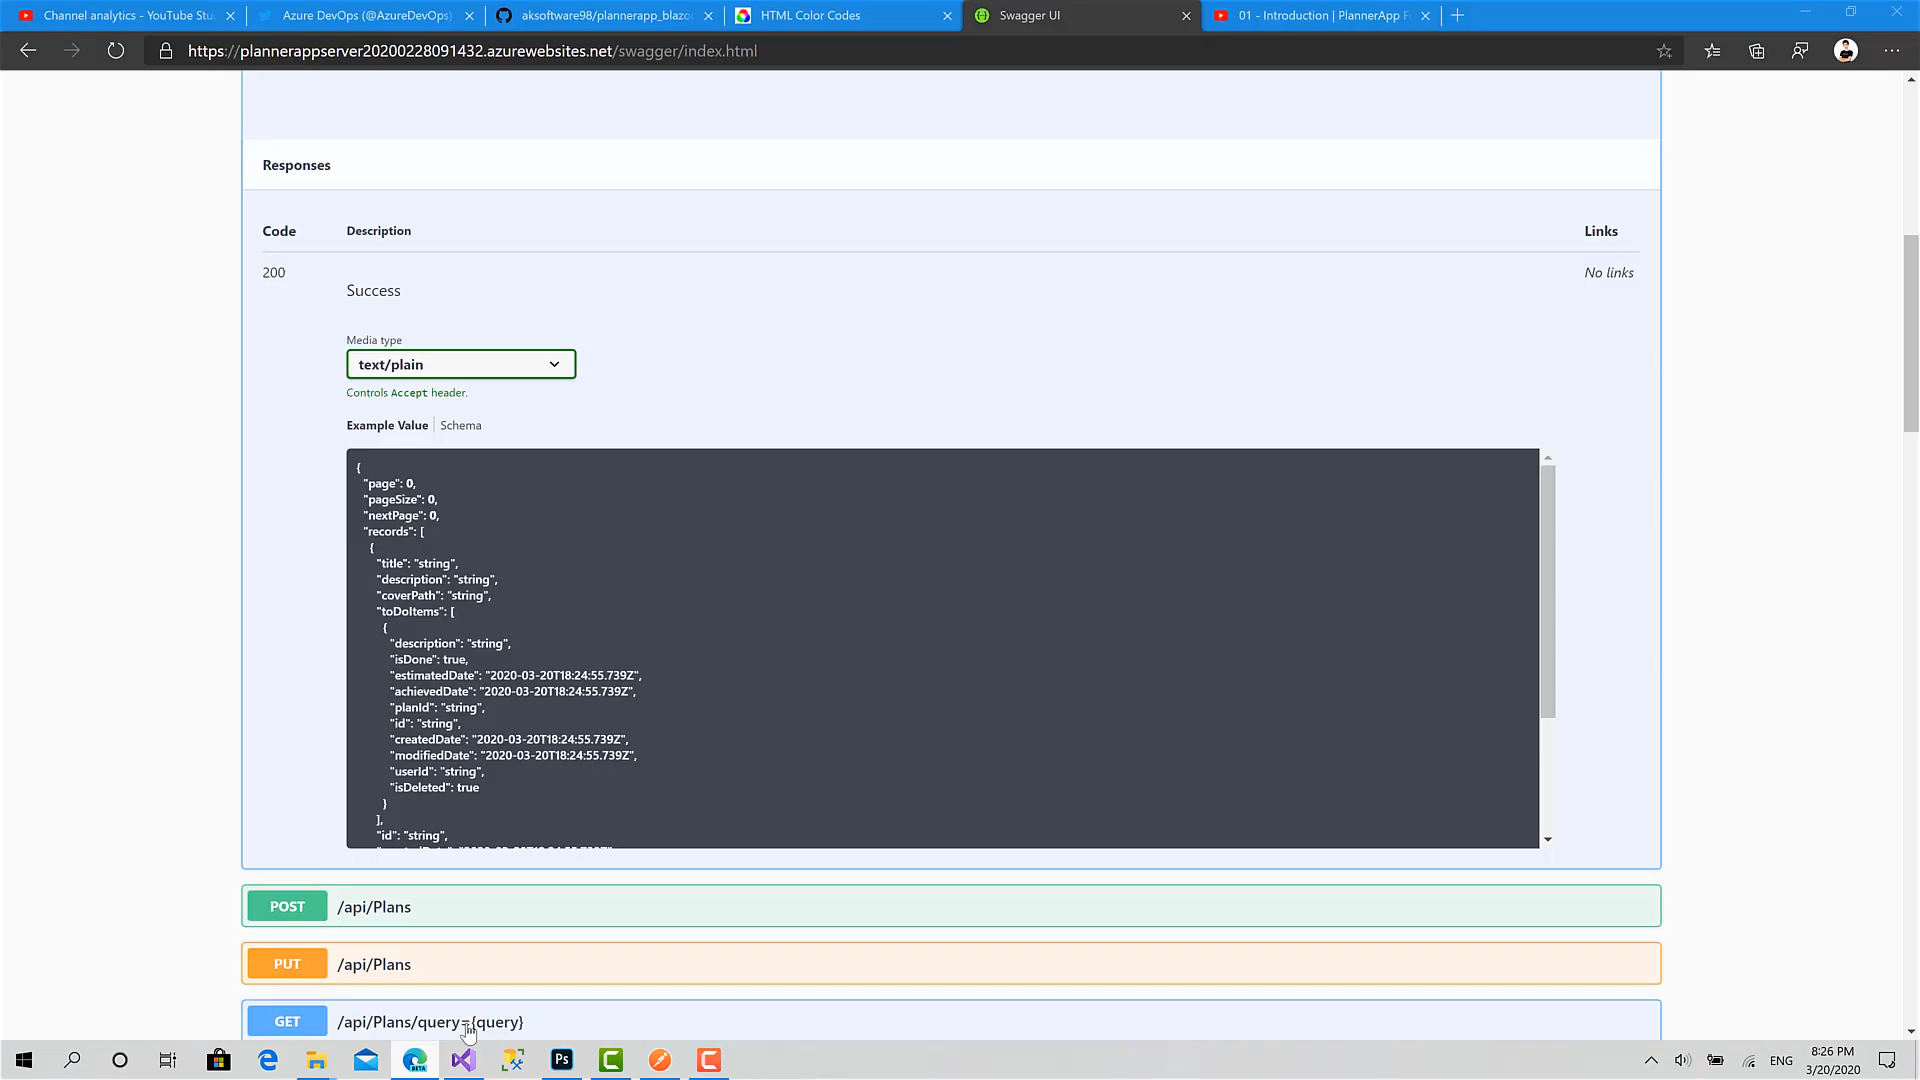 Channel analytics - YouTube Stu
Azure DevOps (@AzureDevOps)
aksoftware98/plannerapp_blazo
HTML Color Codes
Swagger UI
01 - Introduction | PlannerApp F
https://plannerappserver20200228091432.azurewebsites.net/swagger/index.html
Responses
Code Description Links
200 No links
Success
Media type
text/plain
Controls Accept header.
Example Value Schema
{
"page": 0,
"pageSize": 0,
"nextPage": 0,
"records": [
{
"title": "string",
"description": "string",
"coverPath": "string",
"toDoItems": [
{
"description": "string",
"isDone": true,
"estimatedDate": "2020-03-20T18:24:55.739Z",
"achievedDate": "2020-03-20T18:24:55.739Z",
"planId": "string",
"id": "string",
"createdDate": "2020-03-20T18:24:55.739Z",
"modifiedDate": "2020-03-20T18:24:55.739Z",
"userId": "string",
"isDeleted": true
}
],
"id": "string",
POST /api/Plans
PUT /api/Plans
GET /api/Plans/query={query}
BETA
Ps
ENG
8:26 PM
3/20/2020